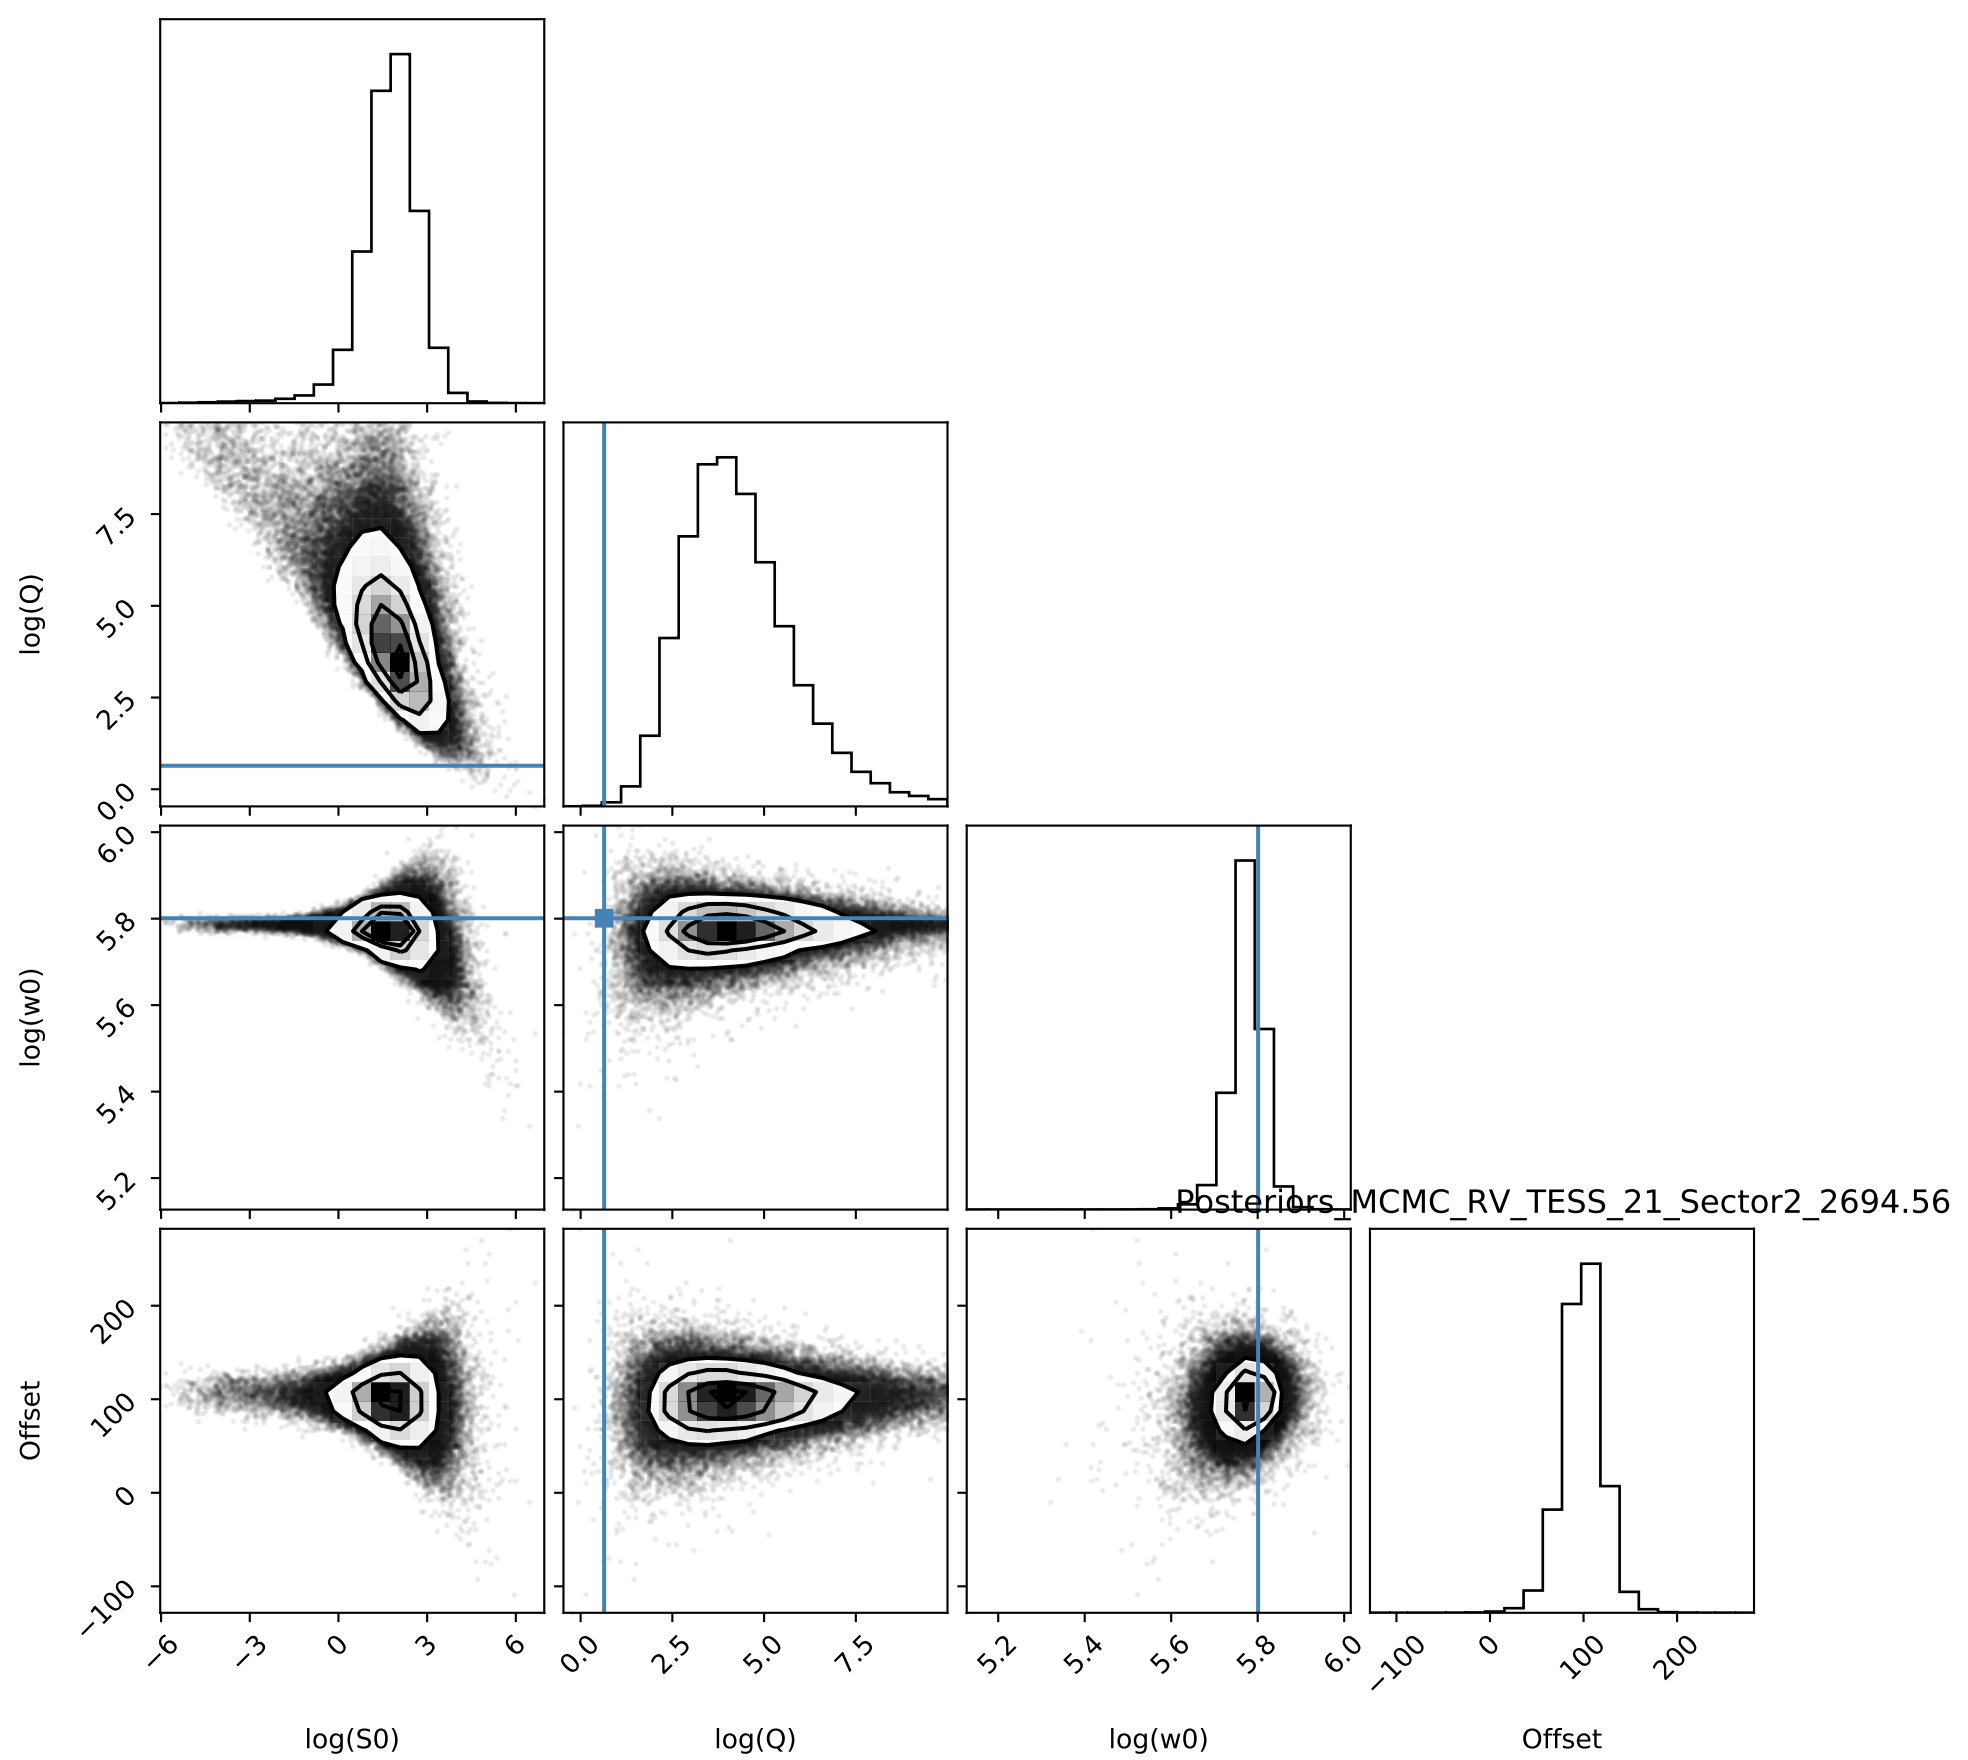 log(Q)
7.5
5.0
2.5
0.0
log(w0)
6.0
5.8
5.6
5.4
5.2
Posteriors_MCMC_RV_TESS_21_Sector2_2694.56
Offset
200
100
0
−100
−6 −3 0 3 6 0.0 2.5 5.0 7.5 5.2 5.4 5.6 5.8 6.0 −100 0 100 200
log(S0) log(Q) log(w0) Offset